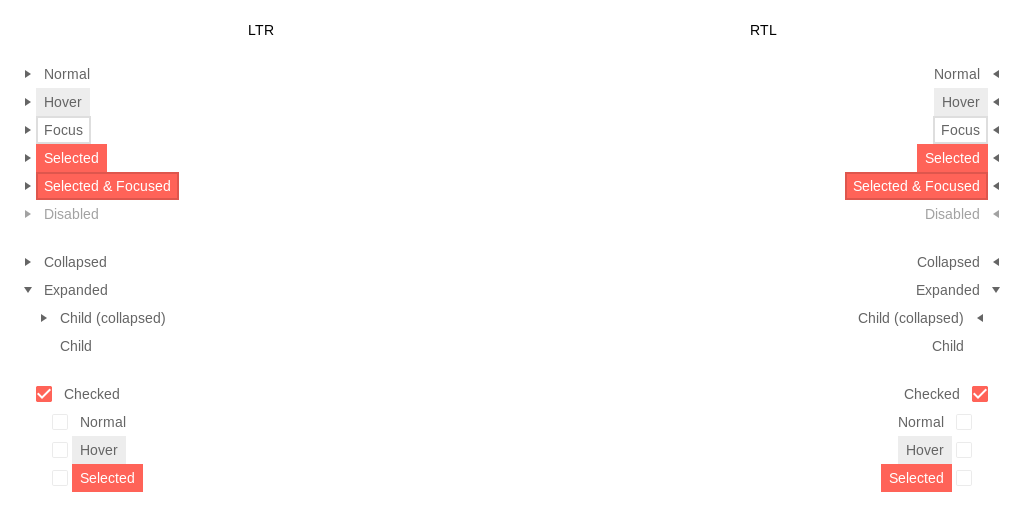 LTR
Normal
Hover
Focus
Selected
Selected & Focused
Disabled
Collapsed
Expanded
Child (collapsed)
Child
Checked
Normal
Hover
Selected
RTL
Normal
Hover
Focus
Selected
Selected & Focused
Disabled
Collapsed
Expanded
Child (collapsed)
Child
Checked
Normal
Hover
Selected